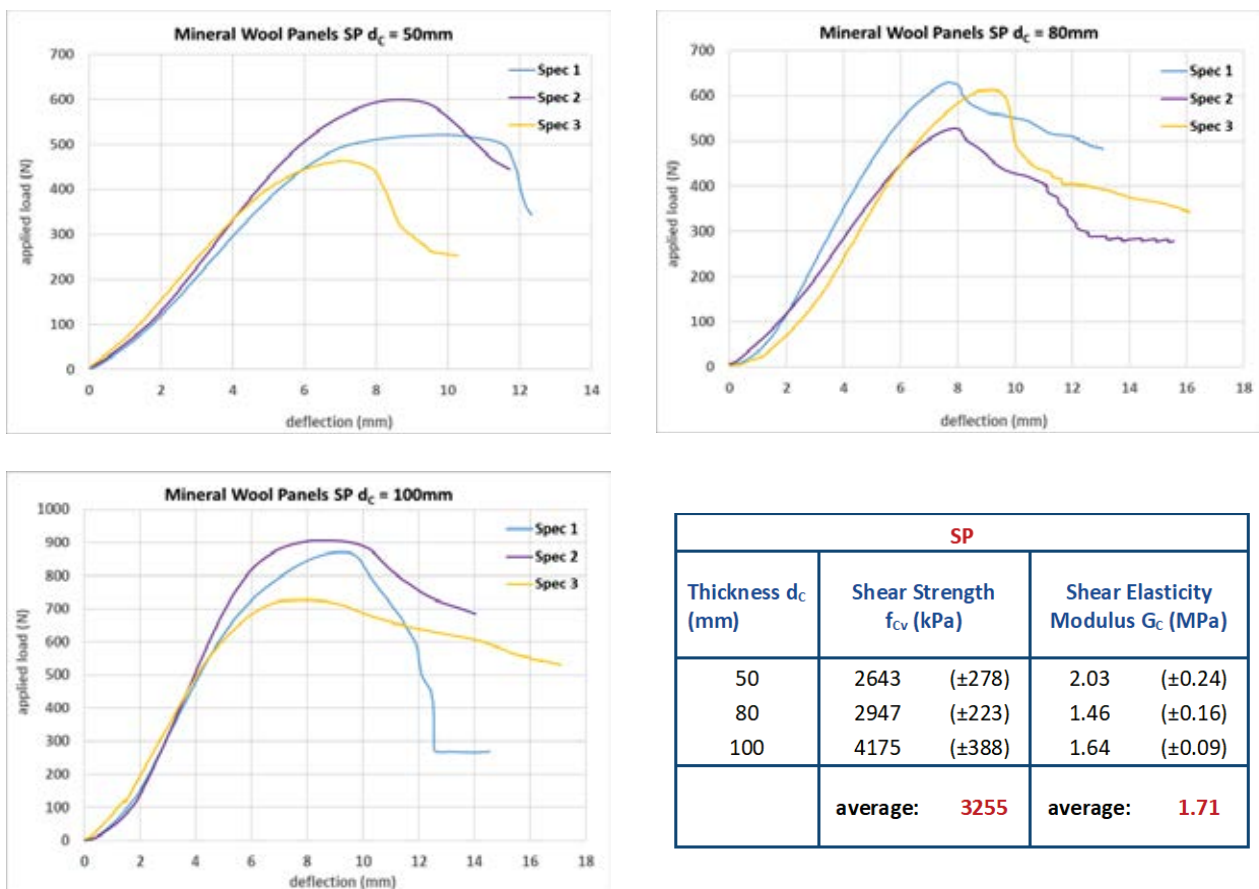 Mineral Wool Panels SP dC = 50mm
700
600
500
400
300
200
100
0
applied load (N)
Spec 1
Spec 2
Spec 3
0 2 4 6 8 10 12 14
deflection (mm)
Mineral Wool Panels SP dC = 80mm
700
600
500
400
300
200
100
0
applied load (N)
Spec 1
Spec 2
Spec 3
0 2 4 6 8 10 12 14 16 18
deflection (mm)
Mineral Wool Panels SP dC = 100mm
1000
900
800
700
600
500
400
300
200
100
0
applied load (N)
Spec 1
Spec 2
Spec 3
0 2 4 6 8 10 12 14 16 18
deflection (mm)
SP
Thickness dC (mm)
Shear Strength fCv (kPa)
Shear Elasticity Modulus GC (MPa)
50 2643 (±278) 2.03 (±0.24)
80 2947 (±223) 1.46 (±0.16)
100 4175 (±388) 1.64 (±0.09)
average: 3255 average: 1.71